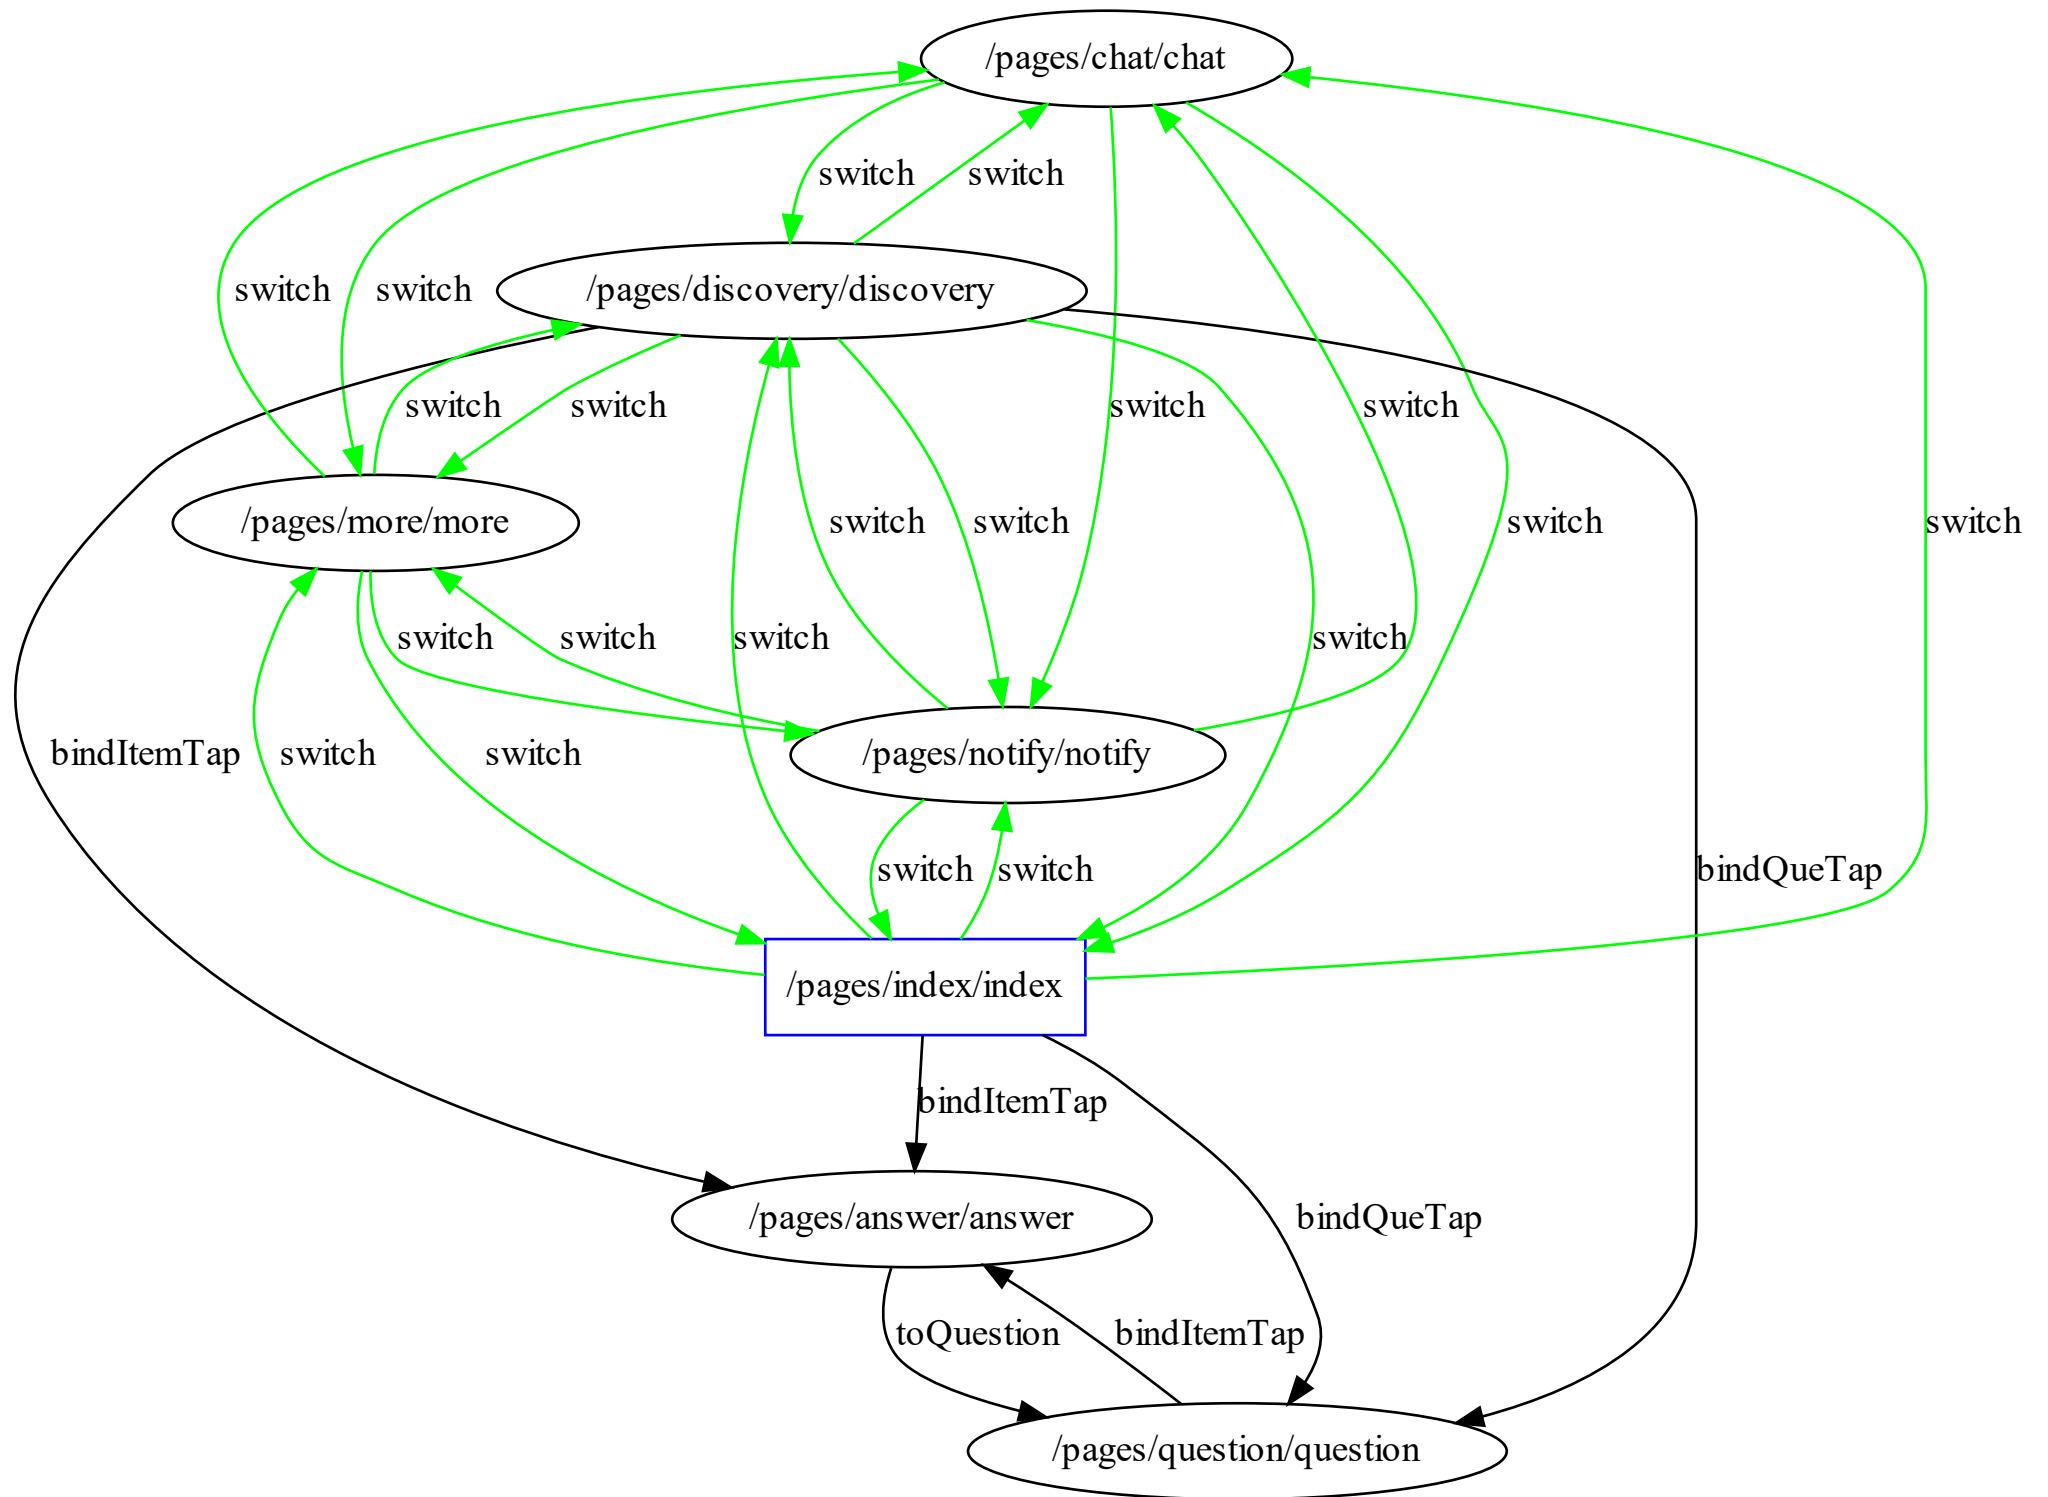 /pages/chat/chat
switch
switch
/pages/discovery/discovery
switch
switch
switch
switch
switch
switch
/pages/more/more
switch
switch
switch
switch
switch
switch
switch
switch
switch
/pages/notify/notify
bindItemTap
switch
switch
switch
switch
bindQueTap
/pages/index/index
bindItemTap
/pages/answer/answer
bindQueTap
toQuestion
bindItemTap
/pages/question/question